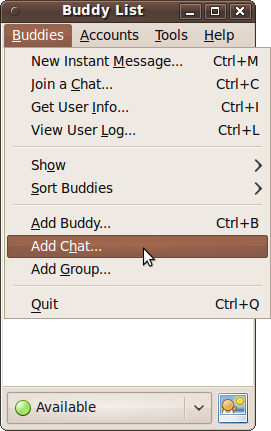 Buddy List
Buddies Accounts Tools Help
New Instant Message... Ctrl+M
Join a Chat... Ctrl+C
Get User Info... Ctrl+I
View User Log... Ctrl+L
Show
Sort Buddies
Add Buddy... Ctrl+B
Add Chat...
Add Group...
Quit Ctrl+Q
Available